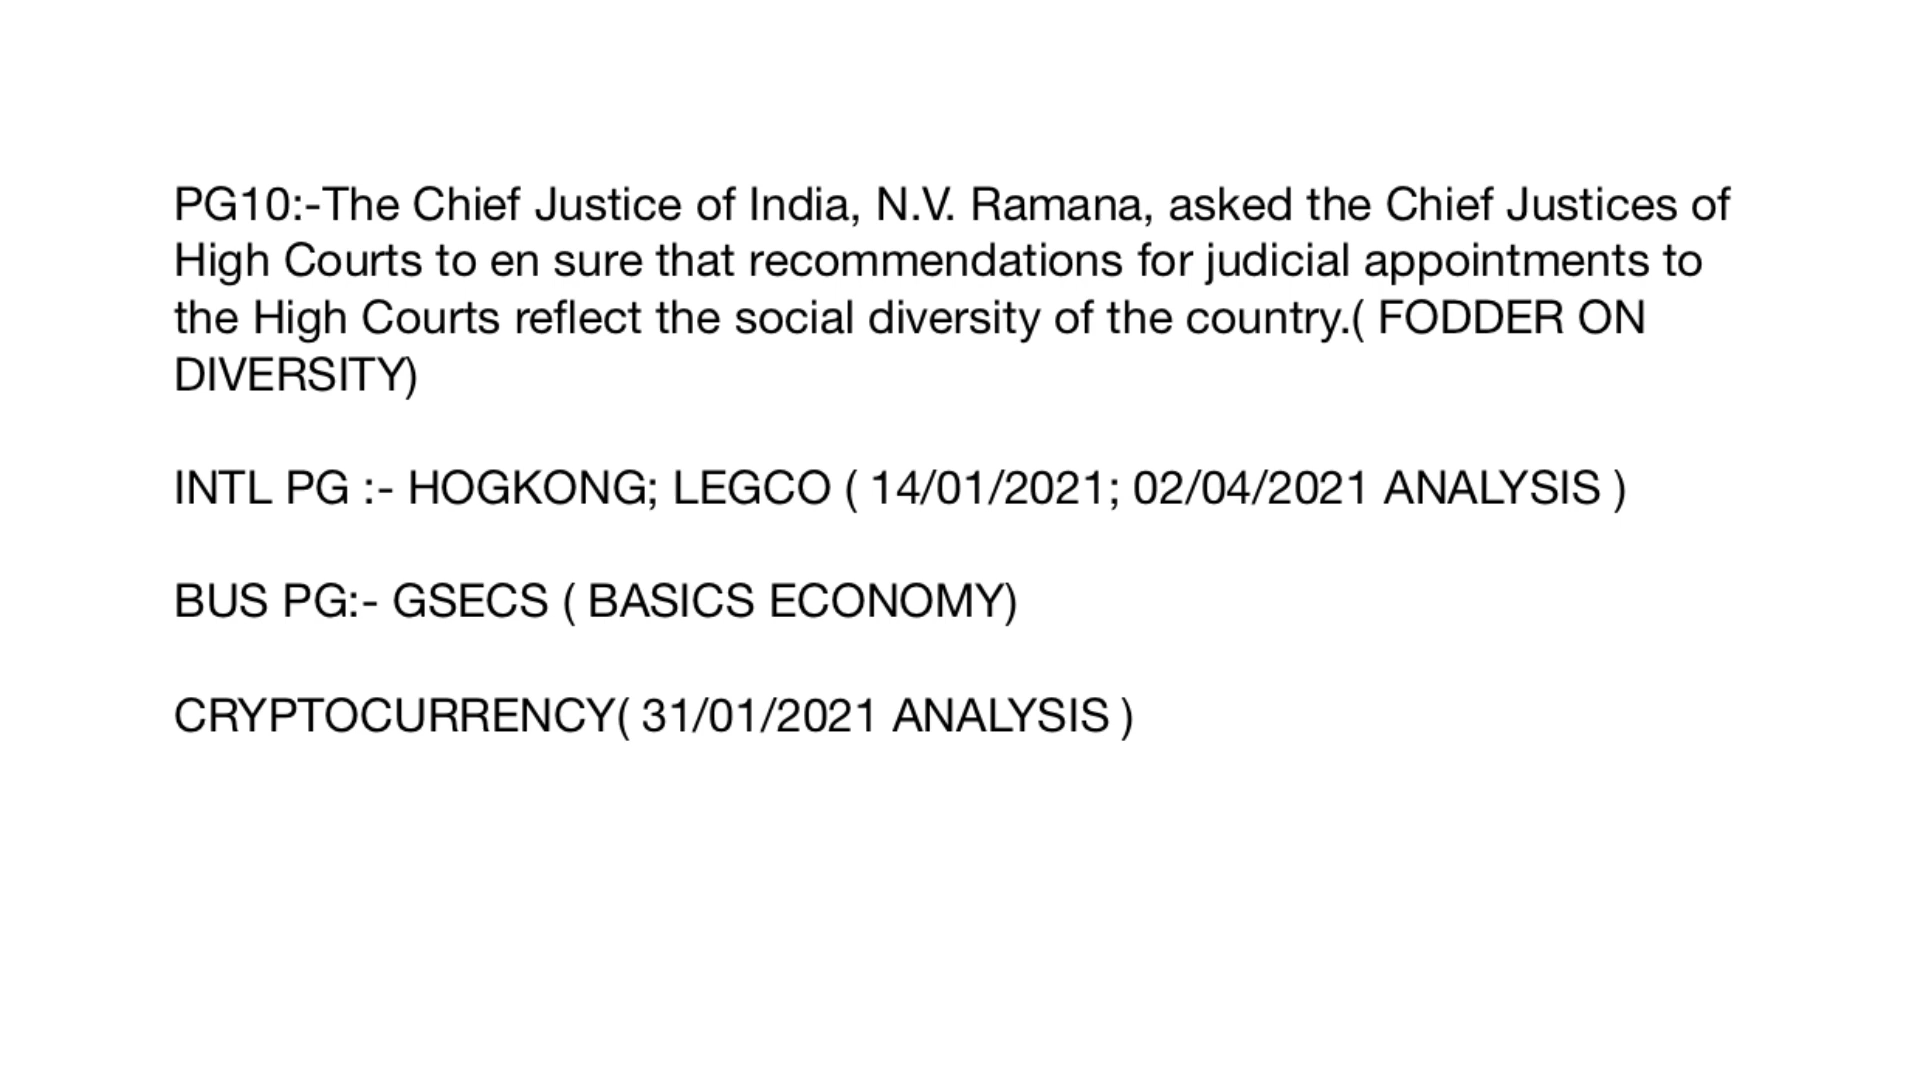 PG10:-The Chief Justice of India, N.V. Ramana, asked the Chief Justices of
High Courts to en sure that recommendations for judicial appointments to
the High Courts reflect the social diversity of the country.( FODDER ON
DIVERSITY)
INTL PG :- HOGKONG; LEGCO ( 14/01/2021; 02/04/2021 ANALYSIS )
BUS PG:- GSECS ( BASICS ECONOMY)
CRYPTOCURRENCY( 31/01/2021 ANALYSIS )